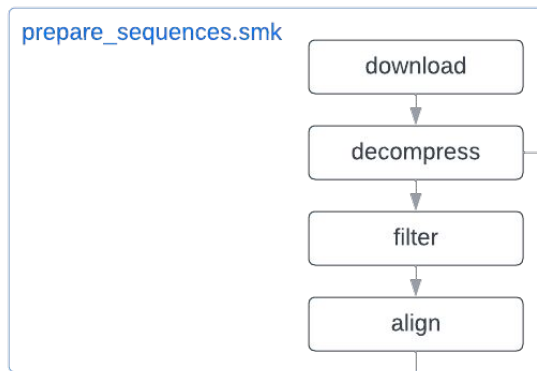 prepare_sequences.smk
download
decompress
filter
align